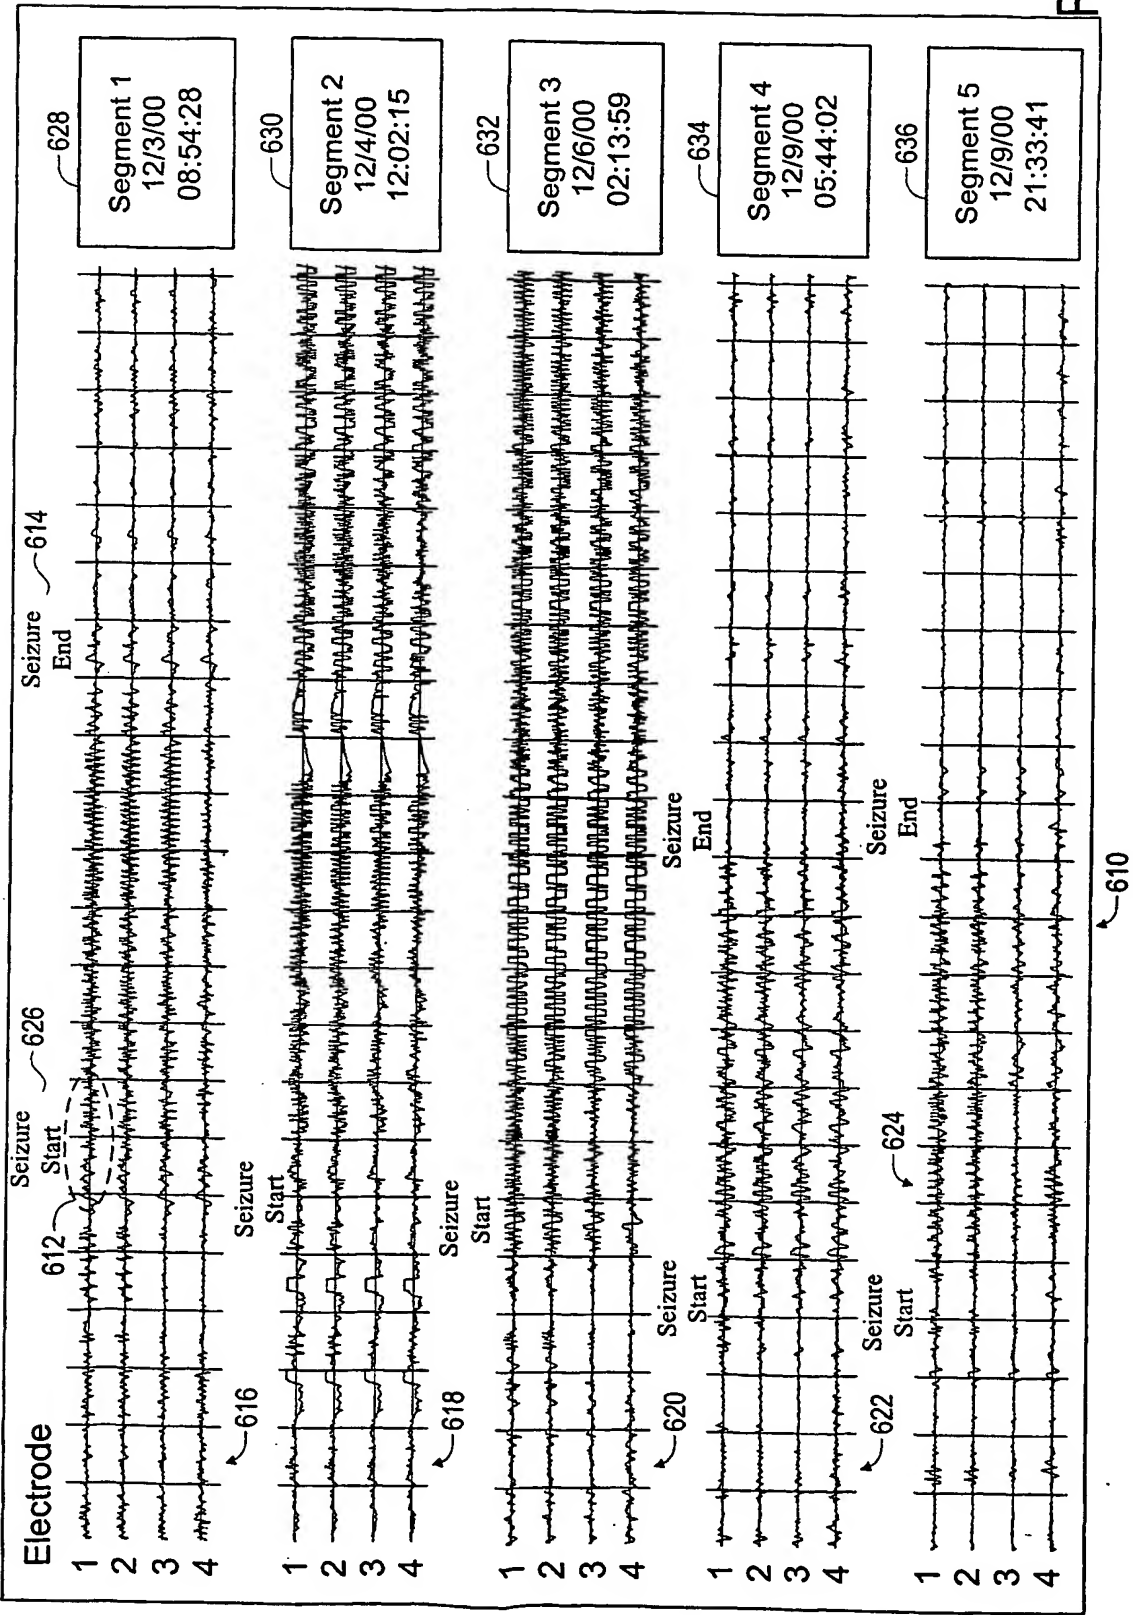 Electrode
Seizure
Start
626
Seizure
End
614
612
1
2
3
4
616
Segment 1
12/3/00
08:54:28
628
Seizure
Start
1
2
3
4
618
Segment 2
12/4/00
12:02:15
630
Seizure
Start
1
2
3
4
620
Segment 3
12/6/00
02:13:59
632
Seizure
Start
Seizure
End
1
2
3
4
622
624
Segment 4
12/9/00
05:44:02
634
Seizure
Start
Seizure
End
1
2
3
4
Segment 5
12/9/00
21:33:41
636
610